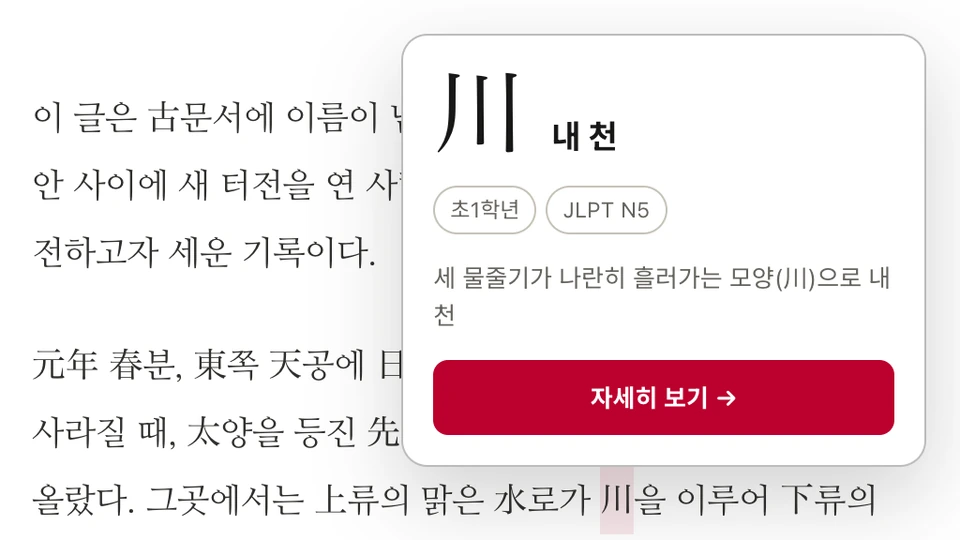 이 글은 古문서에 이름이
안 사이에 새 터전을 연
전하고자 세운 기록이다.
元年 春분, 東쪽 天공에 日
사라질 때, 太양을 등진 先
올랐다. 그곳에서는 上류의 맑은 水로가 川을 이루어 下류의
川 내 천
초1학년 JLPT N5
세 물줄기가 나란히 흘러가는 모양(川)으로 내
천
자세히 보기 →